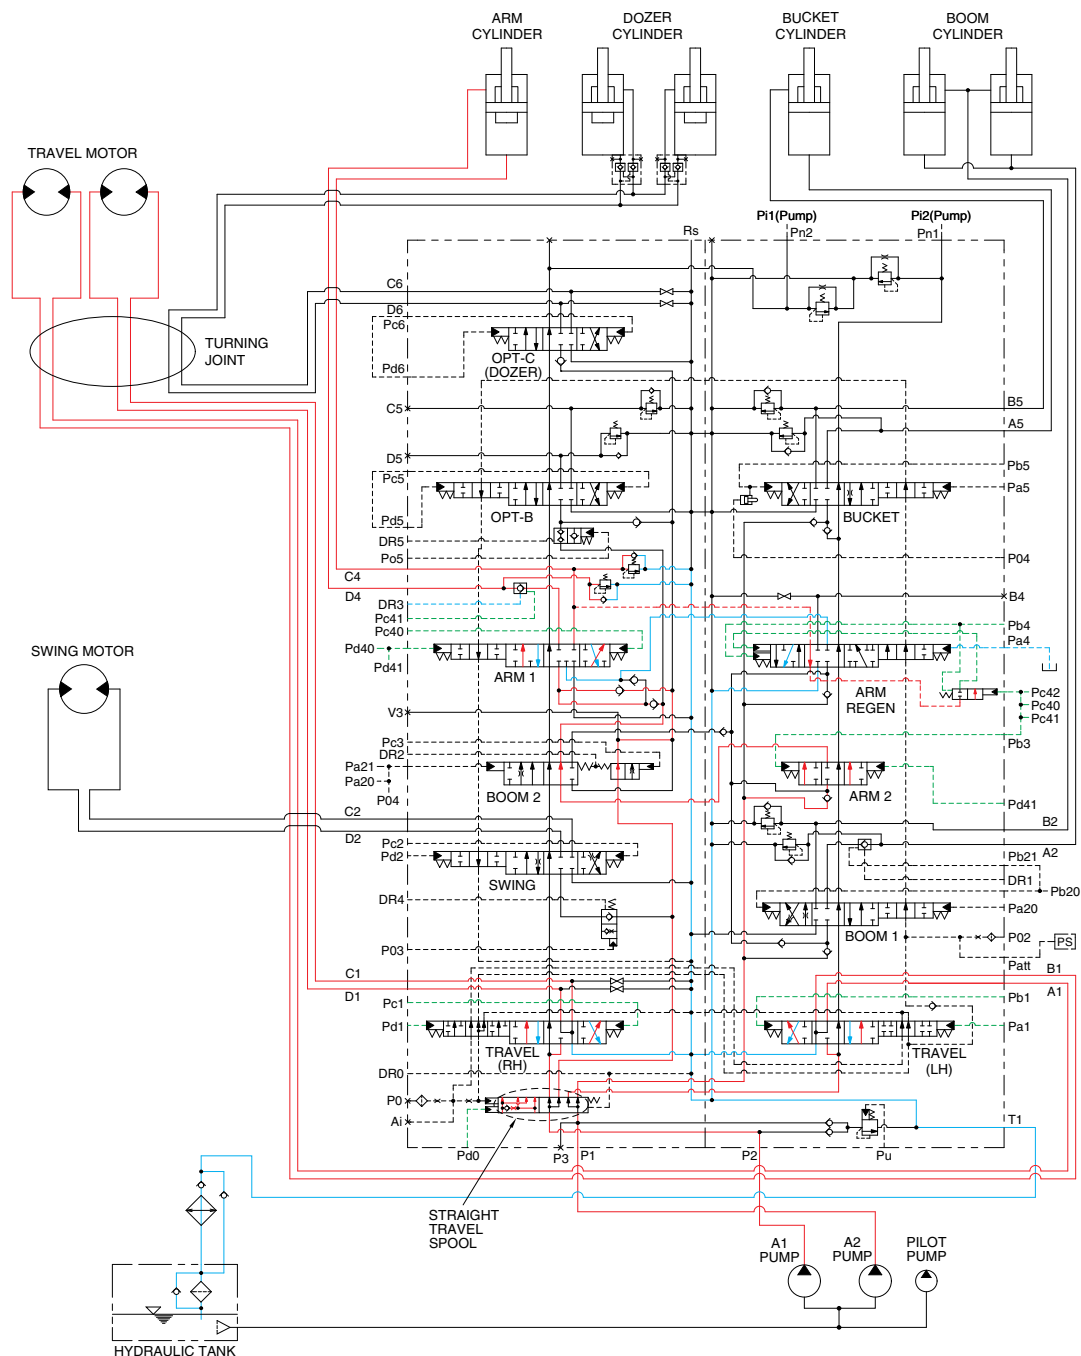 ARM
CYLINDER
DOZER
CYLINDER
BUCKET
CYLINDER
BOOM
CYLINDER
TRAVEL MOTOR
TURNING
JOINT
Pi1(Pump)
Pi2(Pump)
Rs
Pn2
Pn1
C6
D6
Pc6
Pd6
OPT-C
(DOZER)
C5
B5
A5
D5
Pc5
Pb5
Pd5
OPT-B
BUCKET
Pa5
DR5
Po5
P04
C4
D4
B4
DR3
Pc41
Pc40
Pb4
Pa4
Pd40
Pd41
ARM 1
ARM
REGEN
Pc42
Pc40
Pc41
SWING MOTOR
V3
Pc3
DR2
Pb3
Pa21
Pa20
P04
BOOM 2
ARM 2
Pd41
C2
B2
D2
Pc2
A2
Pd2
Pb21
SWING
DR1
Pb20
DR4
Pa20
BOOM 1
P03
P02
PS
Patt
C1
B1
D1
A1
Pc1
Pb1
Pd1
Pa1
TRAVEL
(RH)
TRAVEL
(LH)
DR0
P0
Ai
T1
Pd0
P3
P1
P2
Pu
STRAIGHT
TRAVEL
SPOOL
A1
PUMP
A2
PUMP
PILOT
PUMP
HYDRAULIC TANK